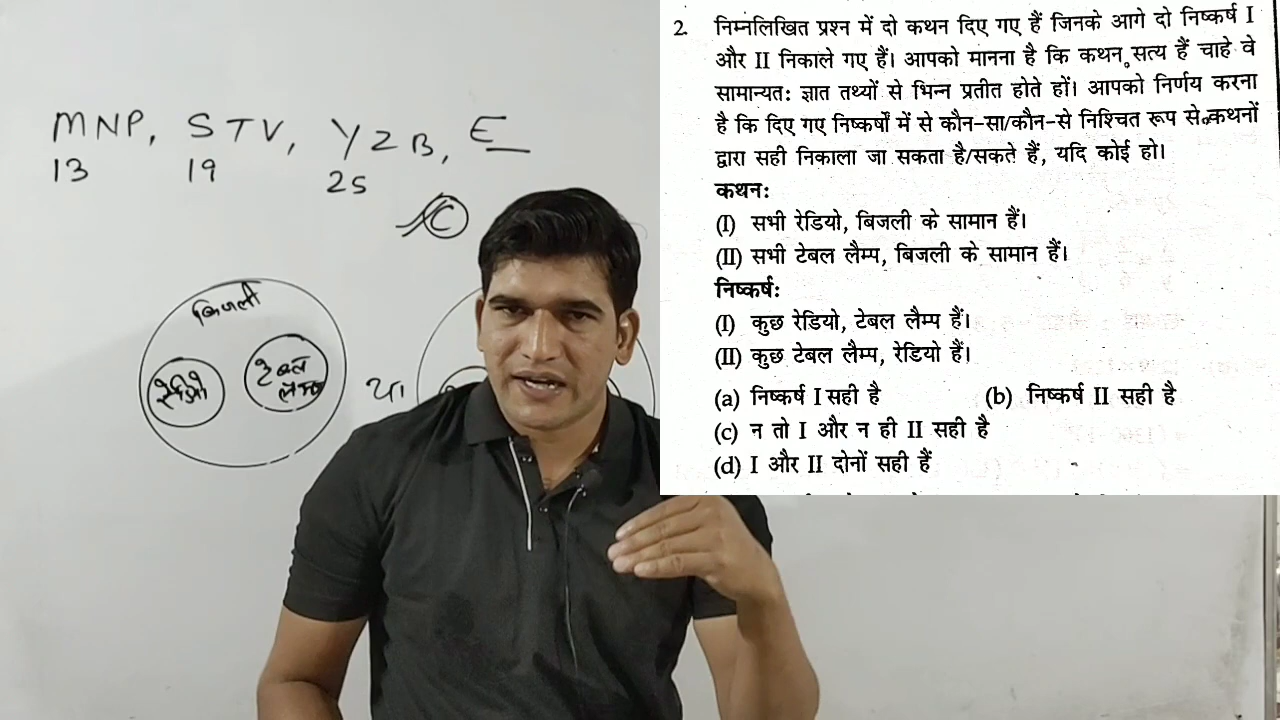 MNP, STV, YZB, E_
13 19 25
C
बिजली
रेडीओ
टेबल
लेम्प
या
2. निम्नलिखित प्रश्न में दो कथन दिए गए हैं जिनके आगे दो निष्कर्ष I
और II निकाले गए हैं। आपको मानना है कि कथन सत्य हैं चाहे वे
सामान्यतः ज्ञात तथ्यों से भिन्न प्रतीत होते हों। आपको निर्णय करना
है कि दिए गए निष्कर्षों में से कौन-सा/कौन-से निश्चित रूप से कथनों
द्वारा सही निकाला जा सकता है/सकते हैं, यदि कोई हो।
कथनः
(I) सभी रेडियो, बिजली के सामान हैं।
(II) सभी टेबल लैम्प, बिजली के सामान हैं।
निष्कर्षः
(I) कुछ रेडियो, टेबल लैम्प हैं।
(II) कुछ टेबल लैम्प, रेडियो हैं।
(a) निष्कर्ष I सही है (b) निष्कर्ष II सही है
(c) न तो I और न ही II सही है
(d) I और II दोनों सही हैं